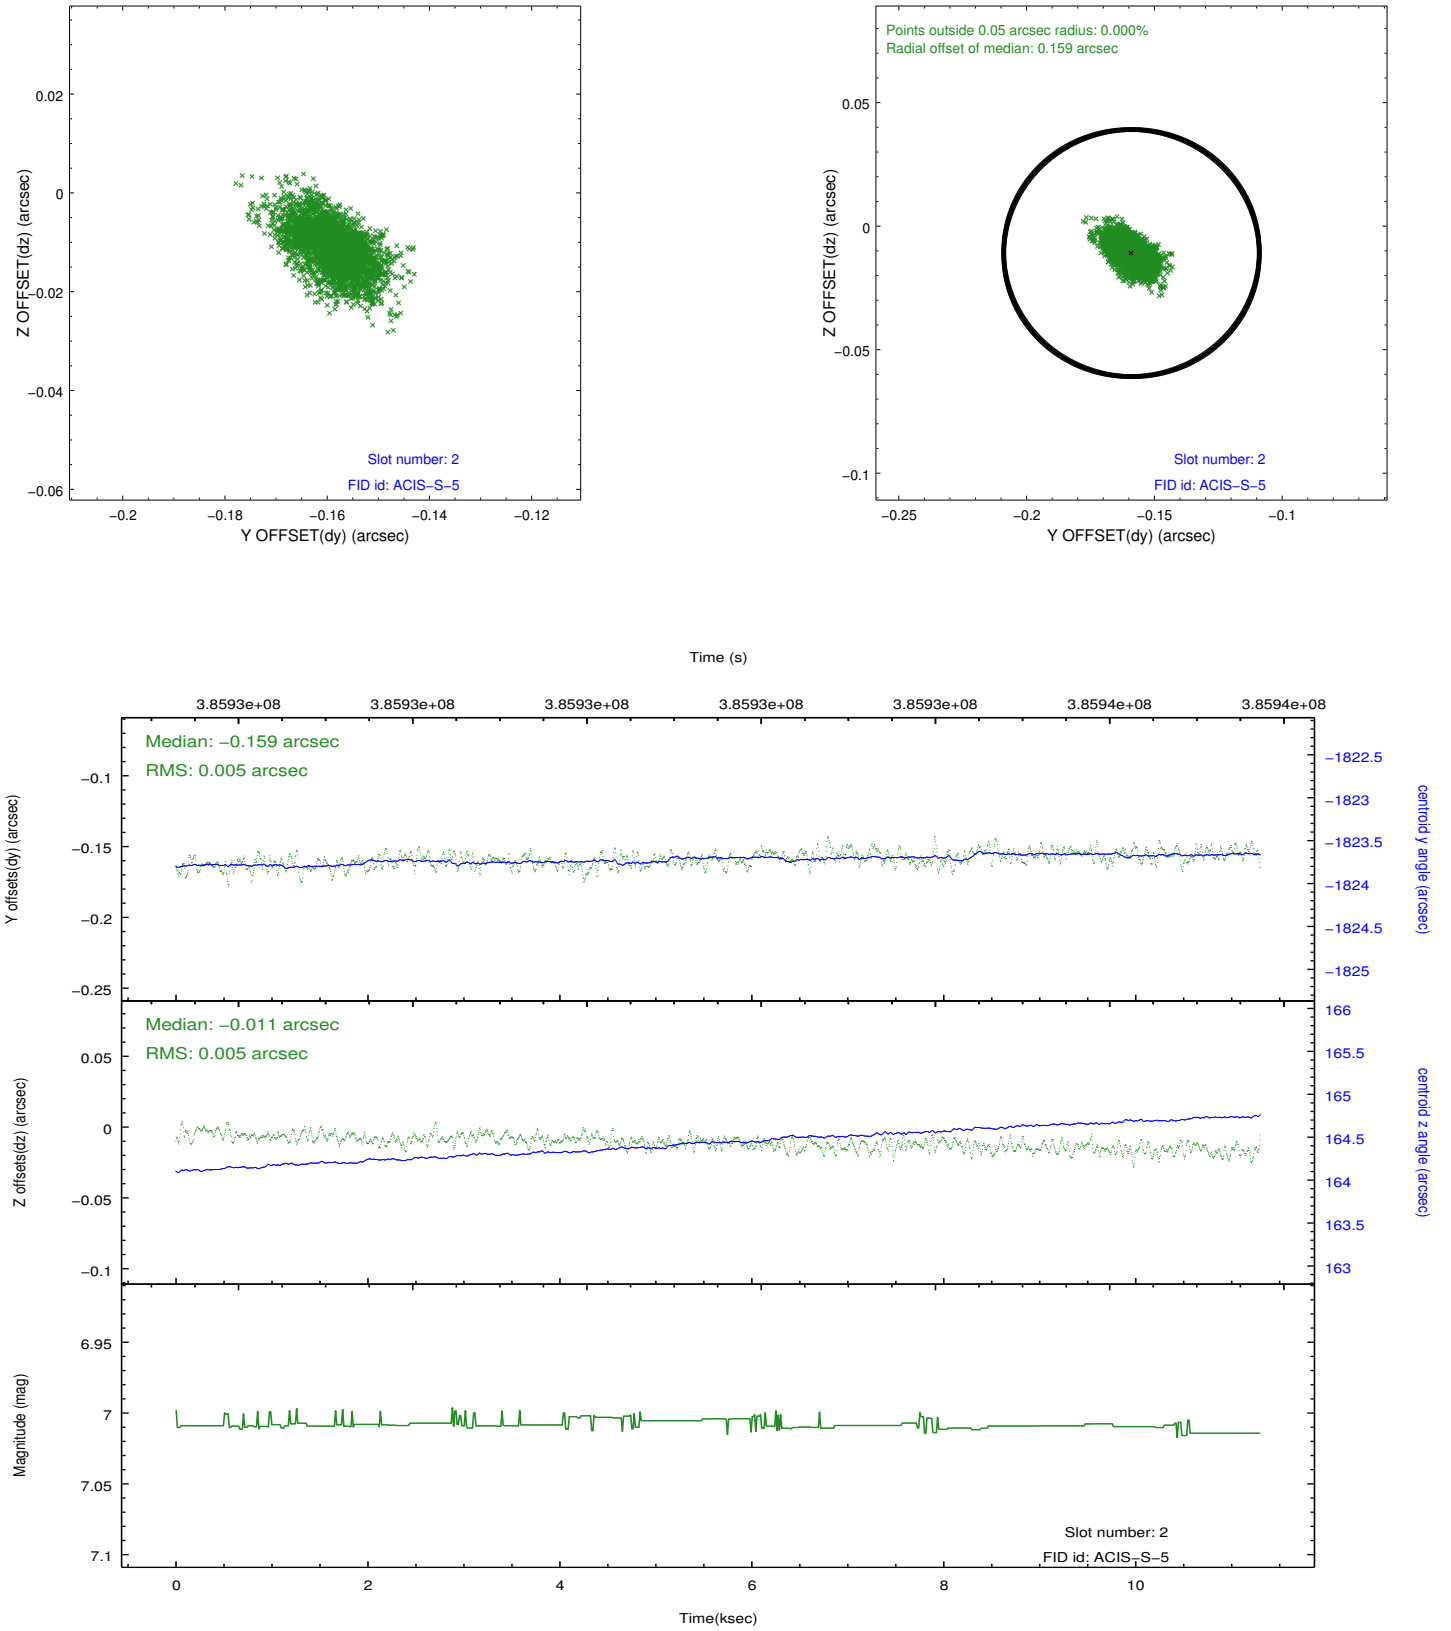 0.02
0
−0.02
−0.04
−0.06
Z OFFSET(dz) (arcsec)
Slot number: 2
FID id: ACIS−S−5
−0.2
−0.18
−0.16
−0.14
−0.12
Y OFFSET(dy) (arcsec)
Points outside 0.05 arcsec radius: 0.000%
Radial offset of median: 0.159 arcsec
0.05
0
−0.05
−0.1
Z OFFSET(dz) (arcsec)
Slot number: 2
FID id: ACIS−S−5
−0.25
−0.2
−0.15
−0.1
Y OFFSET(dy) (arcsec)
Time (s)
3.8593e+08
3.8593e+08
3.8593e+08
3.8593e+08
3.8593e+08
3.8594e+08
3.8594e+08
Median: −0.159 arcsec
RMS: 0.005 arcsec
−0.1
−0.15
−0.2
−0.25
Y offsets(dy) (arcsec)
−1822.5
−1823
−1823.5
−1824
−1824.5
−1825
centroid y angle (arcsec)
Median: −0.011 arcsec
RMS: 0.005 arcsec
0.05
0
−0.05
−0.1
Z offsets(dz) (arcsec)
166
165.5
165
164.5
164
163.5
163
centroid z angle (arcsec)
6.95
7
7.05
7.1
Magnitude (mag)
Slot number: 2
FID id: ACIS−S−5
0
2
4
6
8
10
Time(ksec)